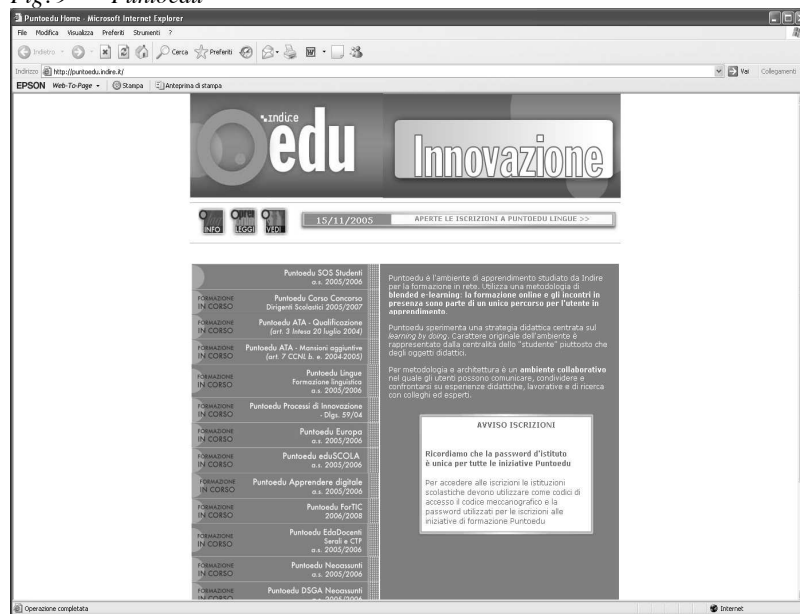 Fig. 9 — Puntoedu
Puntoedu Home - Microsoft Internet Explorer
File Modifica Visualizza Preferiti Strumenti ?
Indietro Cerca Preferiti
Indirizzo http://puntoedu.indire.it/ Vai Collegamenti
EPSON Web-To-Page Stampa Anteprima di stampa
indire
edu
Innovazione
INFO LEGGI VEDI
15/11/2005 APERTE LE ISCRIZIONI A PUNTOEDU LINGUE >>
Puntoedu SOS Studenti
a.s. 2005/2006
FORMAZIONE IN CORSO
Puntoedu Corso Concorso
Dirigenti Scolastici 2005/2007
FORMAZIONE IN CORSO
Puntoedu ATA - Qualificazione
(art. 3 Intesa 20 luglio 2004)
FORMAZIONE IN CORSO
Puntoedu ATA - Mansioni aggiuntive
(art. 7 CCNL b. e. 2004-2005)
FORMAZIONE IN CORSO
Puntoedu Lingue
Formazione linguistica
a.s. 2005/2006
FORMAZIONE IN CORSO
Puntoedu Processi di Innovazione
- Dlgs. 59/04
FORMAZIONE IN CORSO
Puntoedu Europa
a.s. 2005/2006
FORMAZIONE IN CORSO
Puntoedu eduSCOLA
a.s. 2005/2006
FORMAZIONE IN CORSO
Puntoedu Apprendere digitale
a.s. 2005/2006
FORMAZIONE IN CORSO
Puntoedu ForTIC
2006/2008
FORMAZIONE IN CORSO
Puntoedu EdaDocenti
Serali e CTP
a.s. 2005/2006
FORMAZIONE IN CORSO
Puntoedu Neoassunti
a.s. 2005/2006
FORMAZIONE IN CORSO
Puntoedu DSGA Neoassunti
a.s. 2005/2006
Puntoedu è l'ambiente di apprendimento studiato da Indire
per la formazione in rete. Utilizza una metodologia di
blended e-learning: la formazione online e gli incontri in
presenza sono parte di un unico percorso per l'utente in
apprendimento.
Puntoedu sperimenta una strategia didattica centrata sul
learning by doing. Carattere originale dell'ambiente è
rappresentato dalla centralità dello "studente" piuttosto che
degli oggetti didattici.
Per metodologia e architettura è un ambiente collaborativo
nel quale gli utenti possono comunicare, condividere e
confrontarsi su esperienze didattiche, lavorative e di ricerca
con colleghi ed esperti.
AVVISO ISCRIZIONI
Ricordiamo che la password d'istituto
è unica per tutte le iniziative Puntoedu
Per accedere alle iscrizioni le istituzioni
scolastiche devono utilizzare come codici di
accesso il codice meccanografico e la
password utilizzati per le iscrizioni alle
iniziative di formazione Puntoedu
Operazione completata Internet